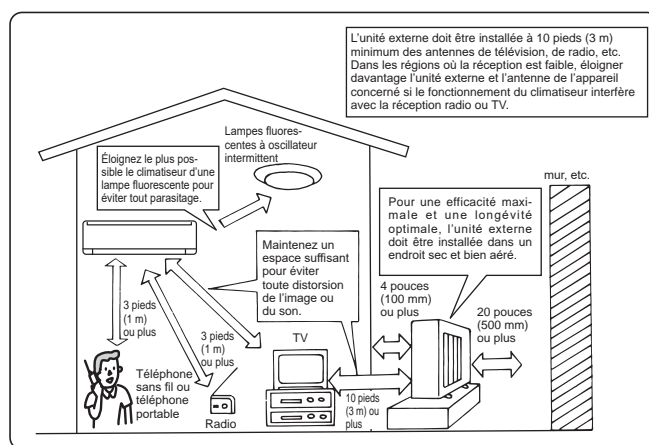 L'unité externe doit être installée à 10 pieds (3 m)
minimum des antennes de télévision, de radio, etc.
Dans les régions où la réception est faible, éloigner
davantage l'unité externe et l'antenne de l'appareil
concerné si le fonctionnement du climatiseur interfère
avec la réception radio ou TV.
Lampes fluores-
centes à oscillateur
intermittent
Éloignez le plus pos-
sible le climatiseur d'une
lampe fluorescente pour
éviter tout parasitage.
mur, etc.
Pour une efficacité maxi-
male et une longévité
optimale, l'unité externe
doit être installée dans un
endroit sec et bien aéré.
Maintenez un
espace suffisant
pour éviter
toute distorsion
de l'image ou
du son.
4 pouces
(100 mm)
ou plus
20 pouces
(500 mm)
ou plus
3 pieds
(1 m)
ou plus
3 pieds
(1 m)
ou plus
TV
Téléphone
sans fil ou
téléphone
portable
Radio
10 pieds
(3 m) ou
plus